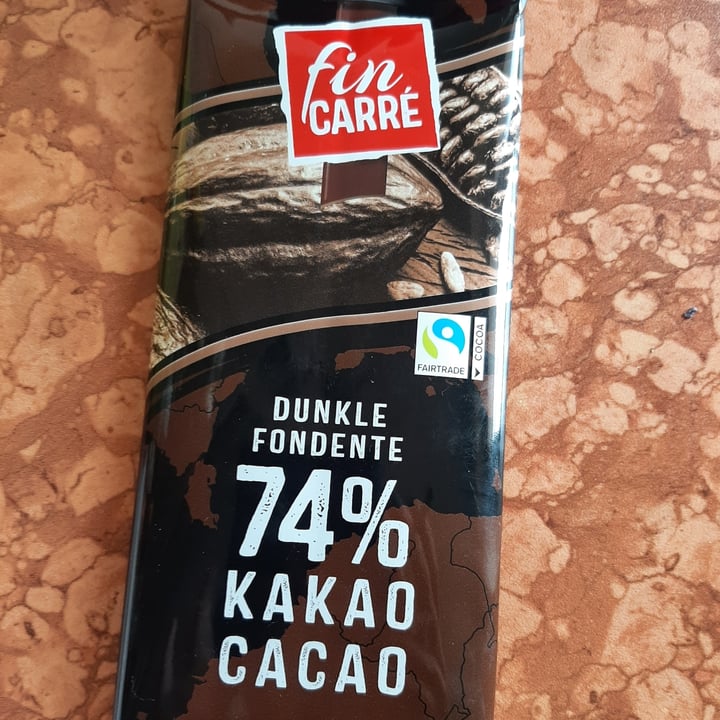 fin
CARRÉ
FAIRTRADE
COCOA
DUNKLE
FONDENTE
74%
KAKAO
CACAO